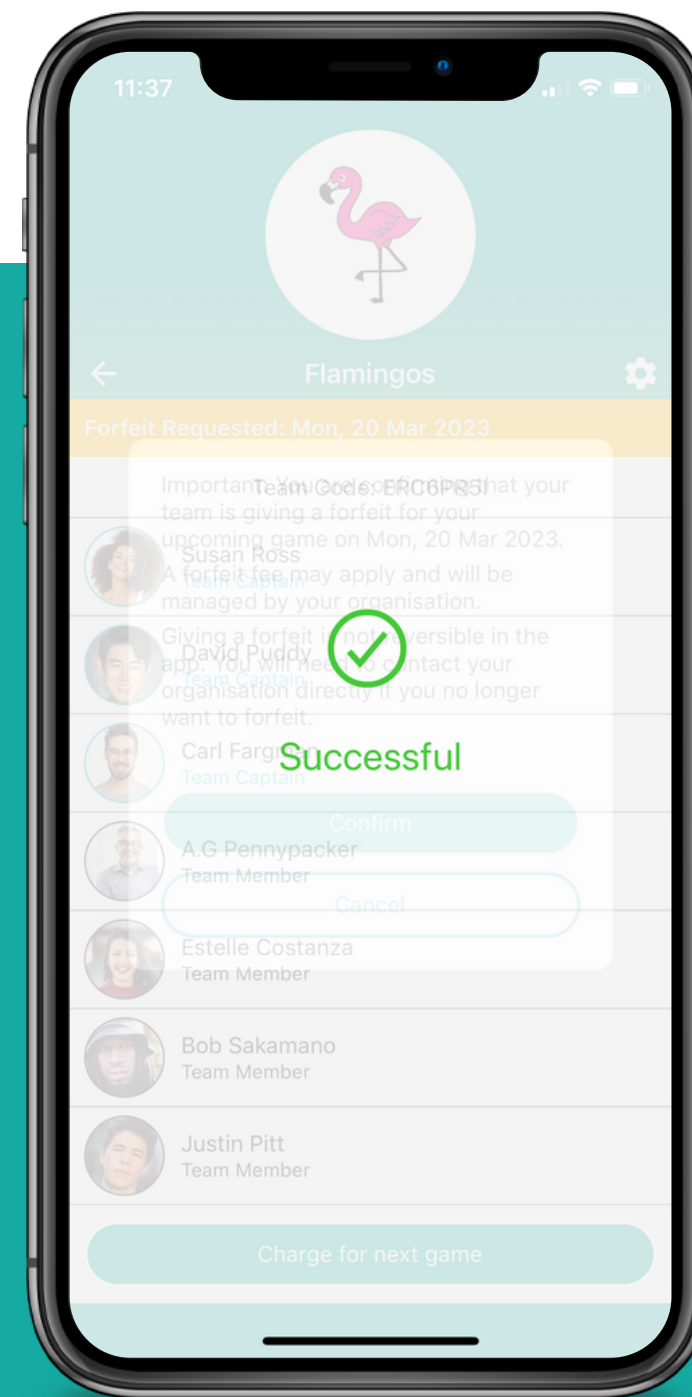 11:37
Flamingos
Forfeit Requested: Mon, 20 Mar 2023
Team Code: ERC6PR5I
Important: You are confirming that your
team is giving a forfeit for your
upcoming game on Mon, 20 Mar 2023.
A forfeit fee may apply and will be
managed by your organisation.
Giving a forfeit is not reversible in the
app. You will need to contact your
organisation directly if you no longer
want to forfeit.
Successful
Confirm
Cancel
Susan Ross
Team Captain
David Puddy
Team Captain
Carl Farg
Team Captain
A.G Pennypacker
Team Member
Estelle Costanza
Team Member
Bob Sakamano
Team Member
Justin Pitt
Team Member
Charge for next game